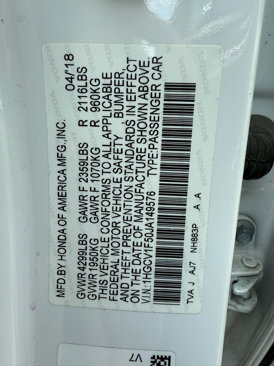 MFD.BY HONDA OF AMERICA MFG.,INC. 04/'18
GVWR 4299LBS GAWR F 2359LBS R 2116LBS
GVWR 1950KG GAWR F 1070KG R 960KG
THIS VEHICLE CONFORMS TO ALL APPLICABLE
FEDERAL MOTOR VEHICLE SAFETY BUMPER,
AND THEFT PREVENTION STANDARDS IN EFFECT
ON THE DATE OF MANUFACTURE SHOWN ABOVE.
V.I.N.:1HGCV1F50JA149576 TYPE:PASSENGER CAR
TVA J AJ7 NH883P .A .A
V7